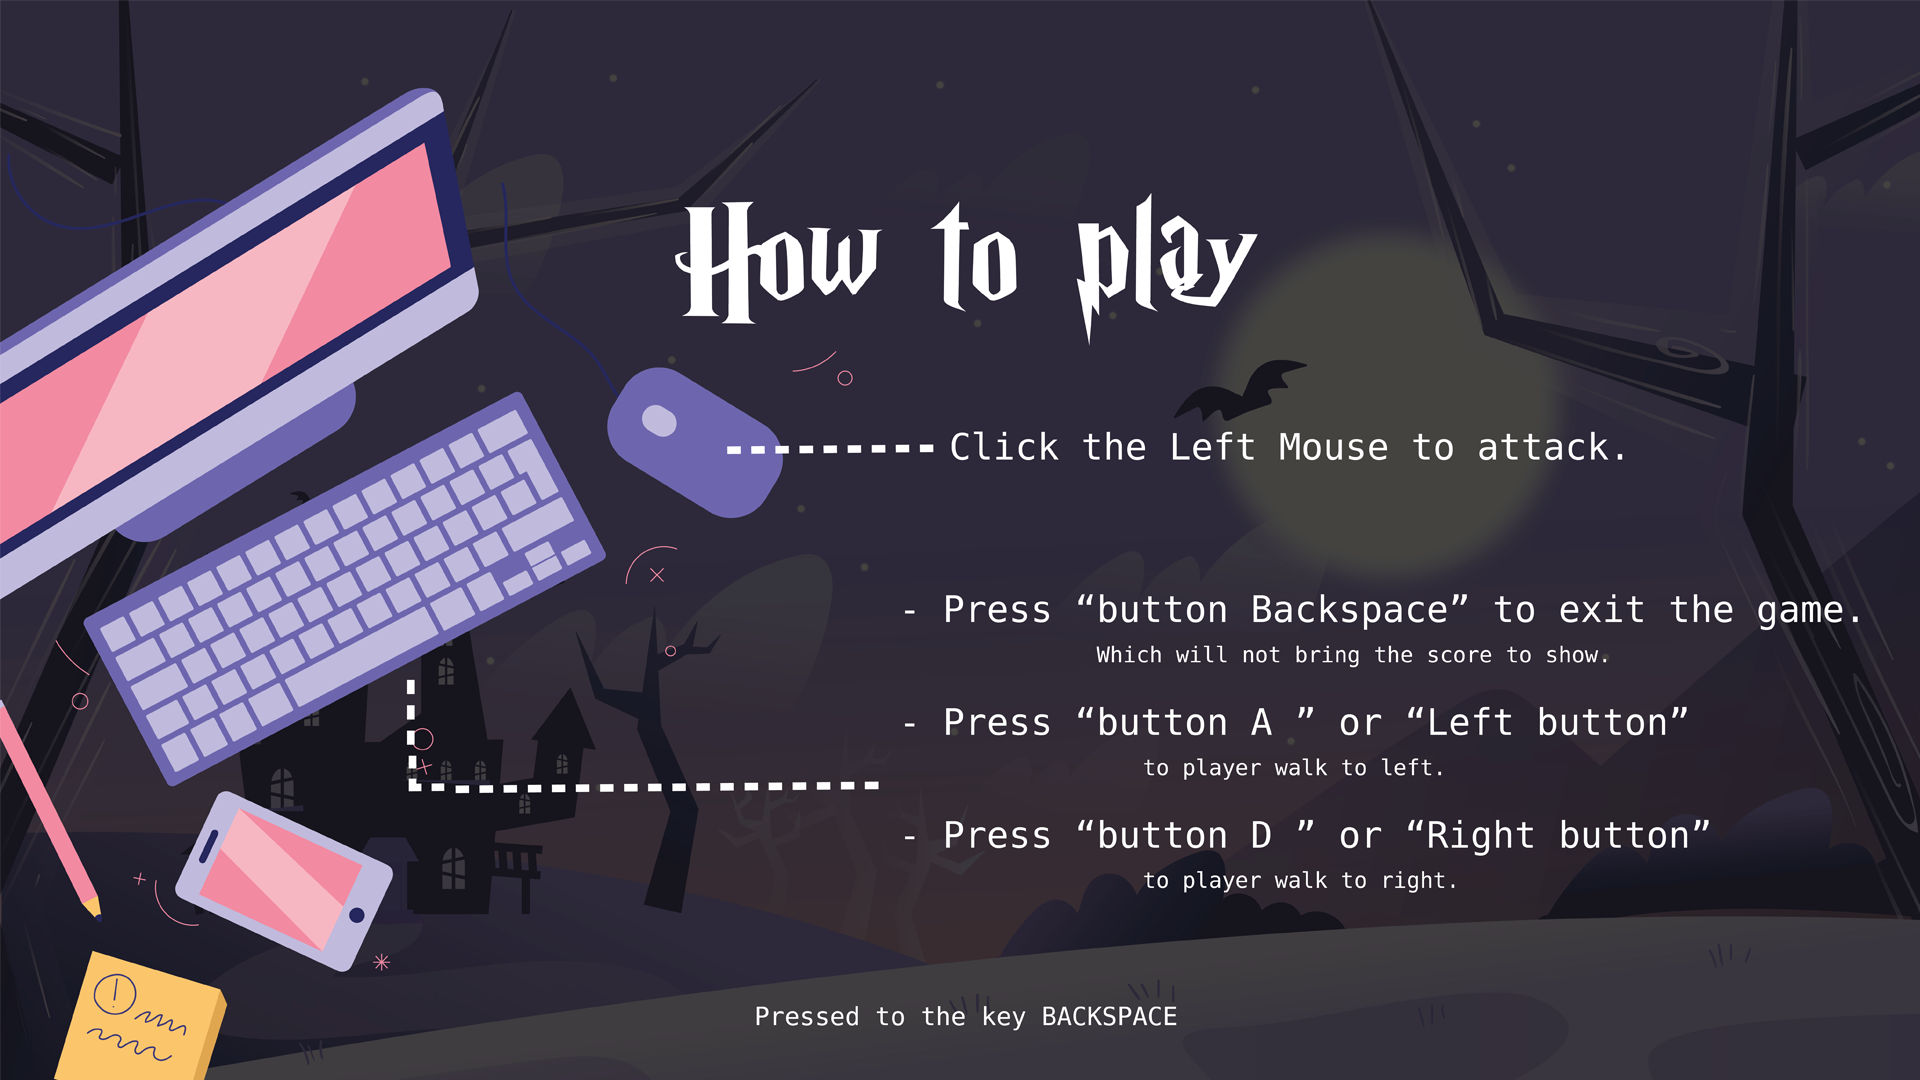 How to play
Click the Left Mouse to attack.
- Press “button Backspace” to exit the game.
Which will not bring the score to show.
- Press “button A ” or “Left button”
to player walk to left.
- Press “button D ” or “Right button”
to player walk to right.
Pressed to the key BACKSPACE